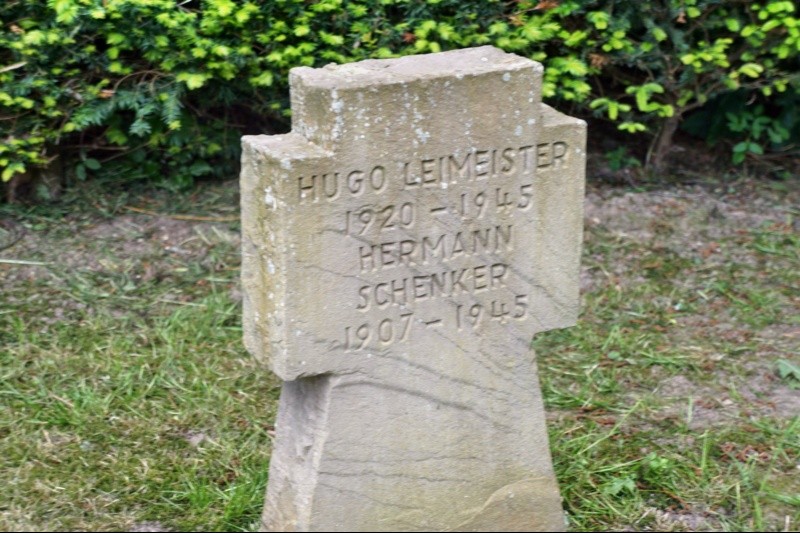 HUGO LEIMEISTER
1920 - 1945
HERMANN
SCHENKER
1907 - 1945